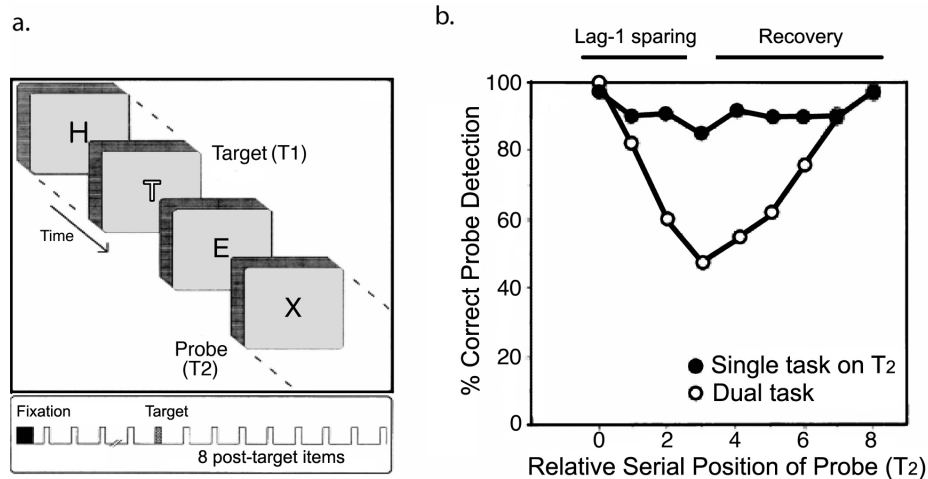 a.
H
T
Target (T1)
Time
E
X
Probe
(T2)
Fixation
Target
8 post-target items
b.
Lag-1 sparing
Recovery
% Correct Probe Detection
100
80
60
40
20
0
Single task on T2
Dual task
0 2 4 6 8
Relative Serial Position of Probe (T2)